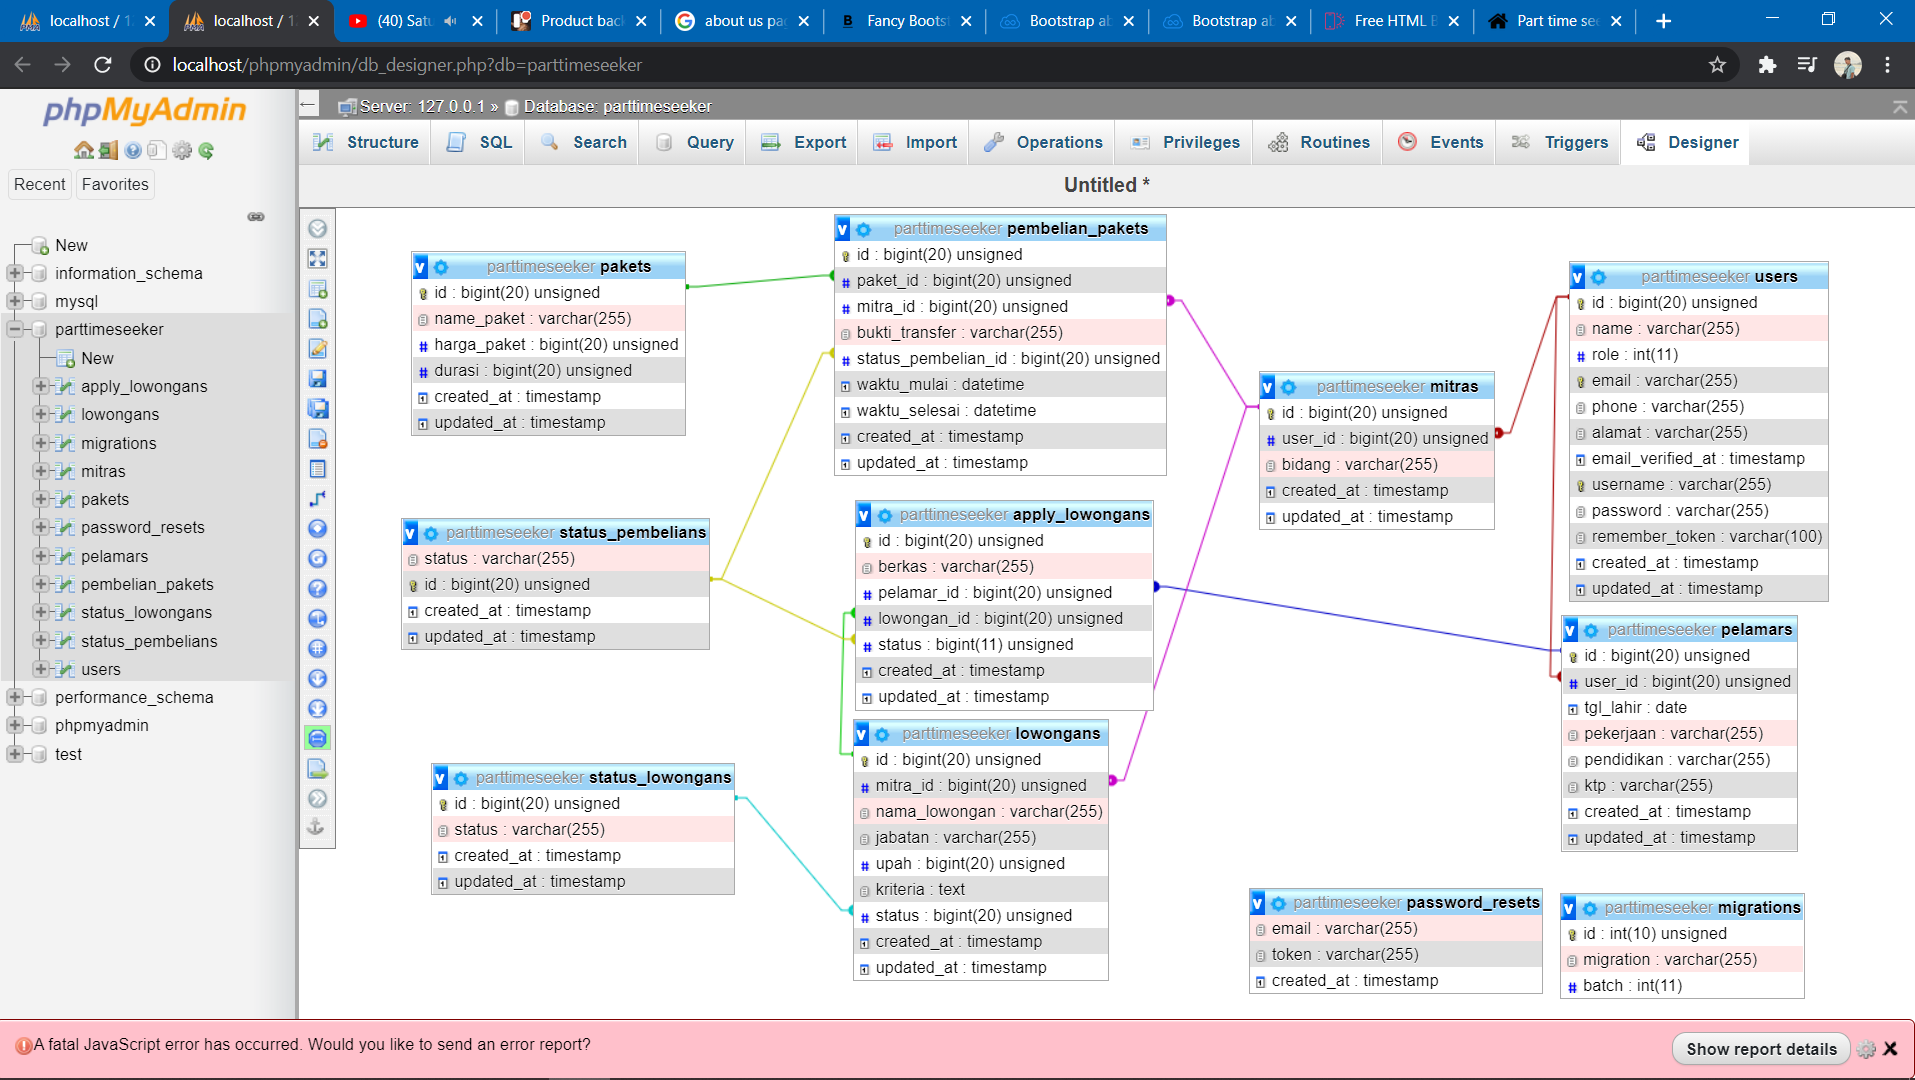 localhost / 12
localhost / 12
(40) Satu
Product back
about us pag
Fancy Boots
Bootstrap ab
Bootstrap ab
Free HTML B
Part time see
localhost/phpmyadmin/db_designer.php?db=parttimeseeker
phpMyAdmin
Recent
Favorites
New
information_schema
mysql
parttimeseeker
New
apply_lowongans
lowongans
migrations
mitras
pakets
password_resets
pelamars
pembelian_pakets
status_lowongans
status_pembelians
users
performance_schema
phpmyadmin
test
Server: 127.0.0.1 » Database: parttimeseeker
Structure
SQL
Search
Query
Export
Import
Operations
Privileges
Routines
Events
Triggers
Designer
Untitled *
parttimeseeker pakets
id : bigint(20) unsigned
name_paket : varchar(255)
harga_paket : bigint(20) unsigned
durasi : bigint(20) unsigned
created_at : timestamp
updated_at : timestamp
parttimeseeker pembelian_pakets
id : bigint(20) unsigned
paket_id : bigint(20) unsigned
mitra_id : bigint(20) unsigned
bukti_transfer : varchar(255)
status_pembelian_id : bigint(20) unsigned
waktu_mulai : datetime
waktu_selesai : datetime
created_at : timestamp
updated_at : timestamp
parttimeseeker users
id : bigint(20) unsigned
name : varchar(255)
role : int(11)
email : varchar(255)
phone : varchar(255)
alamat : varchar(255)
email_verified_at : timestamp
username : varchar(255)
password : varchar(255)
remember_token : varchar(100)
created_at : timestamp
updated_at : timestamp
parttimeseeker mitras
id : bigint(20) unsigned
user_id : bigint(20) unsigned
bidang : varchar(255)
created_at : timestamp
updated_at : timestamp
parttimeseeker status_pembelians
status : varchar(255)
id : bigint(20) unsigned
created_at : timestamp
updated_at : timestamp
parttimeseeker apply_lowongans
id : bigint(20) unsigned
berkas : varchar(255)
pelamar_id : bigint(20) unsigned
lowongan_id : bigint(20) unsigned
status : bigint(11) unsigned
created_at : timestamp
updated_at : timestamp
parttimeseeker pelamars
id : bigint(20) unsigned
user_id : bigint(20) unsigned
tgl_lahir : date
pekerjaan : varchar(255)
pendidikan : varchar(255)
ktp : varchar(255)
created_at : timestamp
updated_at : timestamp
parttimeseeker status_lowongans
id : bigint(20) unsigned
status : varchar(255)
created_at : timestamp
updated_at : timestamp
parttimeseeker lowongans
id : bigint(20) unsigned
mitra_id : bigint(20) unsigned
nama_lowongan : varchar(255)
jabatan : varchar(255)
upah : bigint(20) unsigned
kriteria : text
status : bigint(20) unsigned
created_at : timestamp
updated_at : timestamp
parttimeseeker password_resets
email : varchar(255)
token : varchar(255)
created_at : timestamp
parttimeseeker migrations
id : int(10) unsigned
migration : varchar(255)
batch : int(11)
A fatal JavaScript error has occurred. Would you like to send an error report?
Show report details